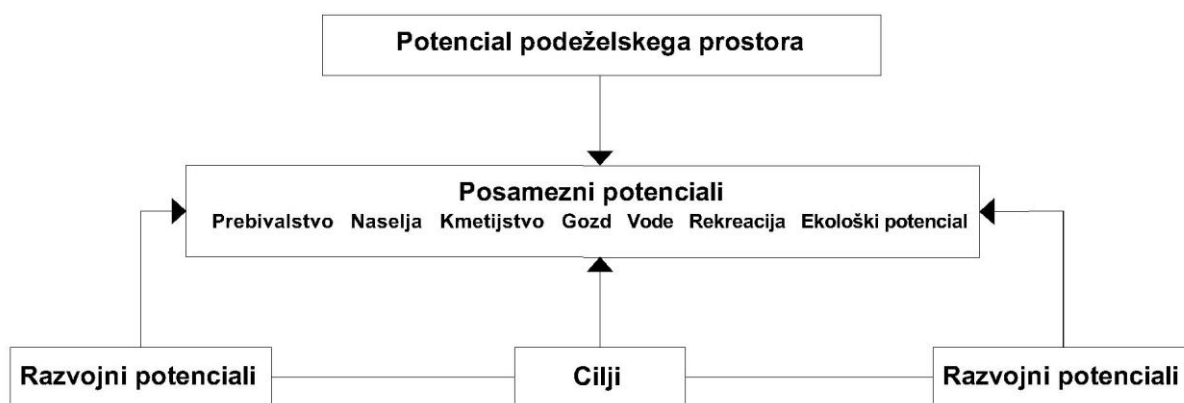 Potencial podeželskega prostora
Posamezni potenciali
Prebivalstvo Naselja Kmetijstvo Gozd Vode Rekreacija Ekološki potencial
Razvojni potenciali
Cilji
Razvojni potenciali